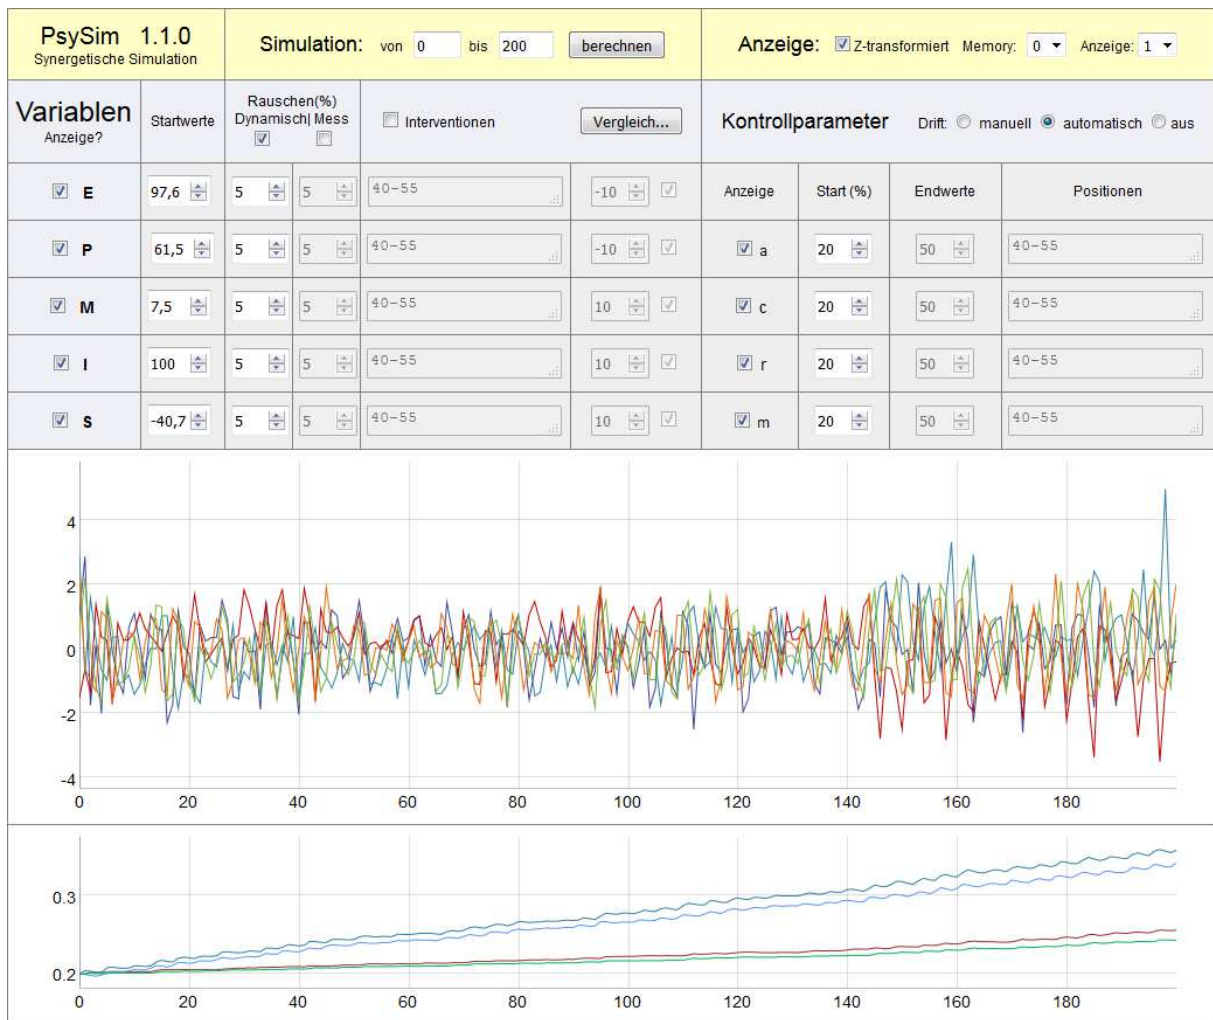 PsySim 1.1.0
Synergetische Simulation
Simulation: von 0 bis 200 berechnen
Anzeige: Z-transformiert Memory: 0 Anzeige: 1
Variablen
Anzeige?
Startwerte
Rauschen(%)
Dynamisch| Mess
Interventionen
Vergleich...
Kontrollparameter Drift: manuell automatisch aus
E 97,6 5 5 40-55 -10 Anzeige Start (%) Endwerte Positionen
P 61,5 5 5 40-55 -10 a 20 50 40-55
M 7,5 5 5 40-55 10 c 20 50 40-55
I 100 5 5 40-55 10 r 20 50 40-55
S -40,7 5 5 40-55 10 m 20 50 40-55
4
2
0
-2
-4
0 20 40 60 80 100 120 140 160 180
0.3
0.2
0 20 40 60 80 100 120 140 160 180